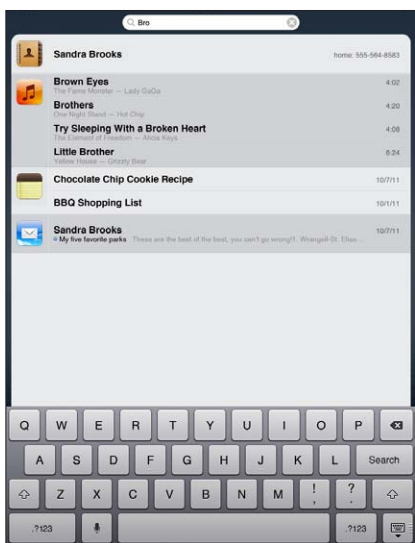 Bro
Sandra Brooks home: 555-564-8583
Brown Eyes 4:02
The Fame Monster — Lady GaGa
Brothers 4:20
One Night Stand — Hot Chip
Try Sleeping With a Broken Heart 4:08
The Element of Freedom — Alicia Keys
Little Brother 6:24
Yellow House — Grizzly Bear
Chocolate Chip Cookie Recipe 10/7/11
BBQ Shopping List 10/1/11
Sandra Brooks 10/7/11
My five favorite parks These are the best of the best, you can't go wrong!1. Wrangell-St. Elias ...
Q W E R T Y U I O P
A S D F G H J K L Search
Z X C V B N M ! , ? .
.?123 .?123